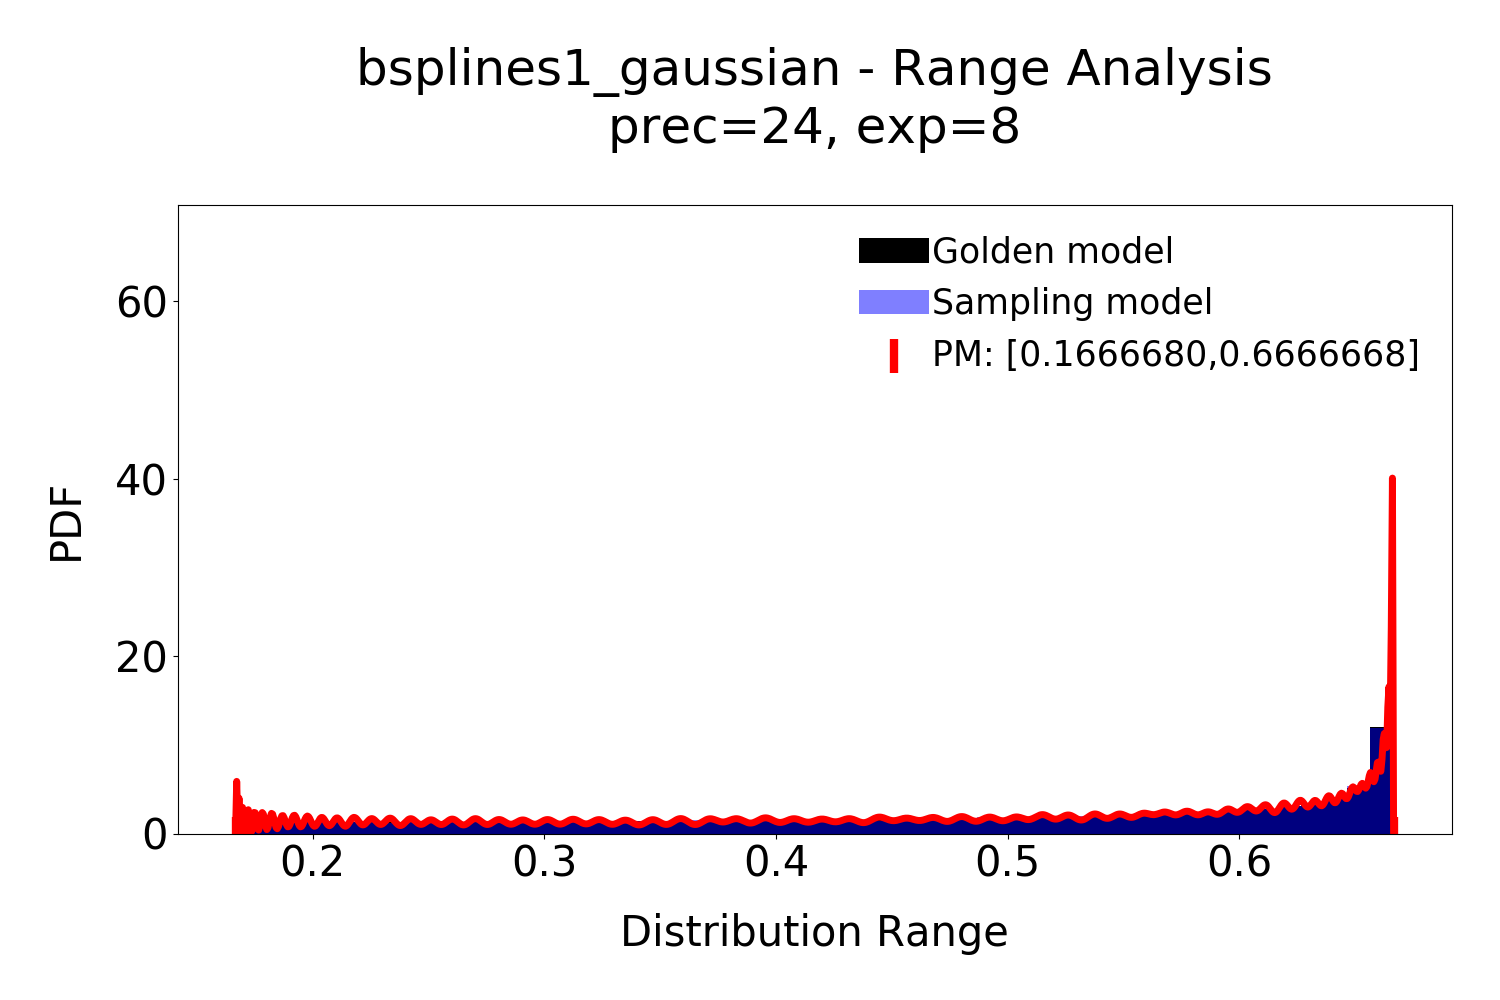 bsplines1_gaussian - Range Analysis
prec=24, exp=8
Golden model
Sampling model
PM: [0.1666680,0.6666668]
PDF
60
40
20
0
0.2 0.3 0.4 0.5 0.6
Distribution Range